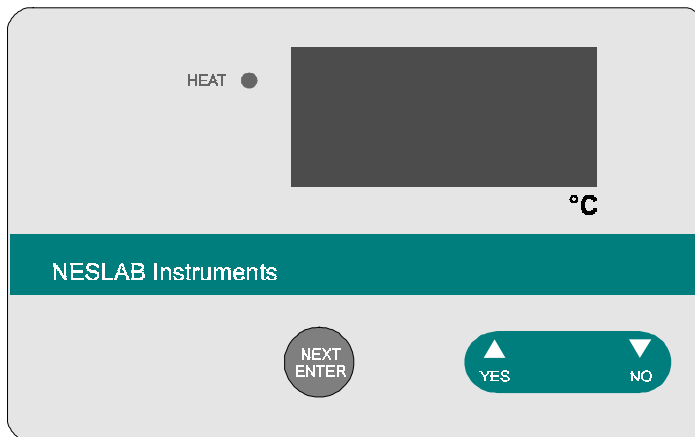 HEAT
°C
NESLAB Instruments
NEXT
ENTER
YES
NO